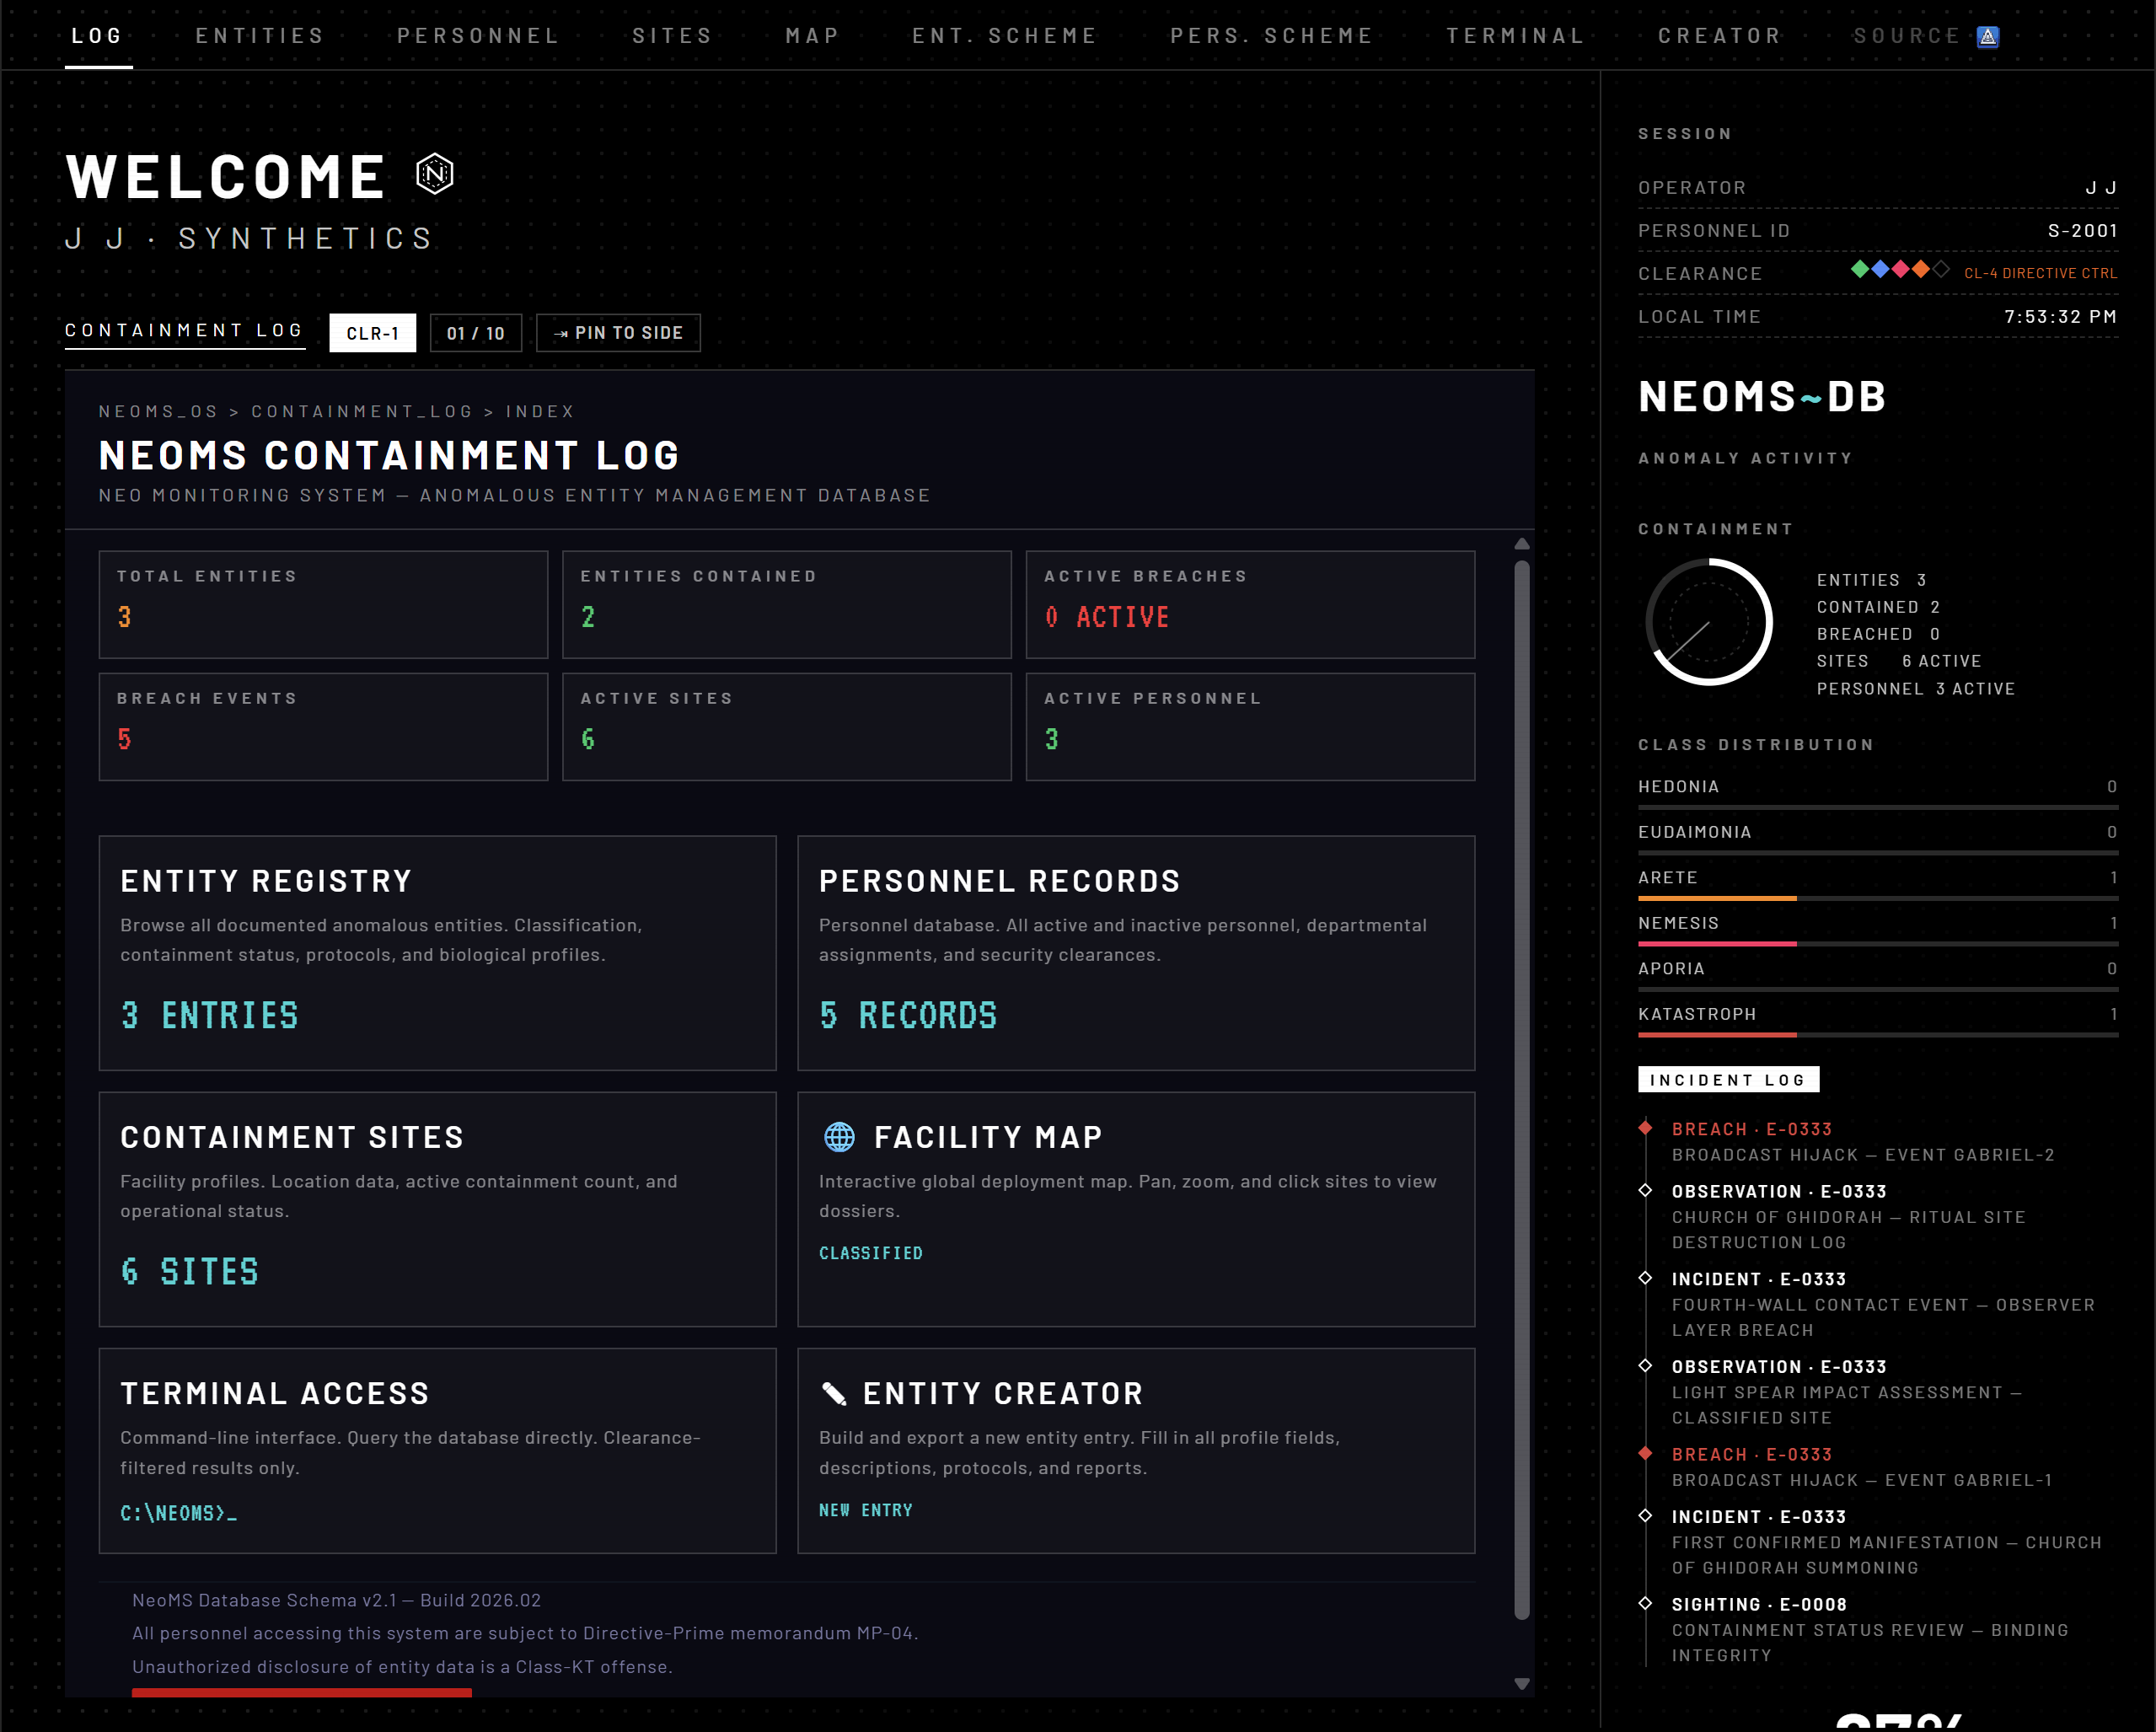 LOG ENTITIES PERSONNEL SITES MAP ENT. SCHEME PERS. SCHEME TERMINAL CREATOR SOURCE
WELCOME
J J · SYNTHETICS
CONTAINMENT LOG CLR-1 01 / 10 ⇥ PIN TO SIDE
NEOMS_OS > CONTAINMENT_LOG > INDEX
NEOMS CONTAINMENT LOG
NEO MONITORING SYSTEM — ANOMALOUS ENTITY MANAGEMENT DATABASE
TOTAL ENTITIES
3
ENTITIES CONTAINED
2
ACTIVE BREACHES
0 ACTIVE
BREACH EVENTS
5
ACTIVE SITES
6
ACTIVE PERSONNEL
3
ENTITY REGISTRY
Browse all documented anomalous entities. Classification,
containment status, protocols, and biological profiles.
3 ENTRIES
PERSONNEL RECORDS
Personnel database. All active and inactive personnel, departmental
assignments, and security clearances.
5 RECORDS
CONTAINMENT SITES
Facility profiles. Location data, active containment count, and
operational status.
6 SITES
FACILITY MAP
Interactive global deployment map. Pan, zoom, and click sites to view
dossiers.
CLASSIFIED
TERMINAL ACCESS
Command-line interface. Query the database directly. Clearance-
filtered results only.
C:\NEOMS>_
ENTITY CREATOR
Build and export a new entity entry. Fill in all profile fields,
descriptions, protocols, and reports.
NEW ENTRY
NeoMS Database Schema v2.1 — Build 2026.02
All personnel accessing this system are subject to Directive-Prime memorandum MP-04.
Unauthorized disclosure of entity data is a Class-KT offense.
SESSION
OPERATOR J J
PERSONNEL ID S-2001
CLEARANCE CL-4 DIRECTIVE CTRL
LOCAL TIME 7:53:32 PM
NEOMS~DB
ANOMALY ACTIVITY
CONTAINMENT
ENTITIES 3
CONTAINED 2
BREACHED 0
SITES 6 ACTIVE
PERSONNEL 3 ACTIVE
CLASS DISTRIBUTION
HEDONIA 0
EUDAIMONIA 0
ARETE 1
NEMESIS 1
APORIA 0
KATASTROPH 1
INCIDENT LOG
BREACH · E-0333
BROADCAST HIJACK — EVENT GABRIEL-2
OBSERVATION · E-0333
CHURCH OF GHIDORAH — RITUAL SITE
DESTRUCTION LOG
INCIDENT · E-0333
FOURTH-WALL CONTACT EVENT — OBSERVER
LAYER BREACH
OBSERVATION · E-0333
LIGHT SPEAR IMPACT ASSESSMENT —
CLASSIFIED SITE
BREACH · E-0333
BROADCAST HIJACK — EVENT GABRIEL-1
INCIDENT · E-0333
FIRST CONFIRMED MANIFESTATION — CHURCH
OF GHIDORAH SUMMONING
SIGHTING · E-0008
CONTAINMENT STATUS REVIEW — BINDING
INTEGRITY